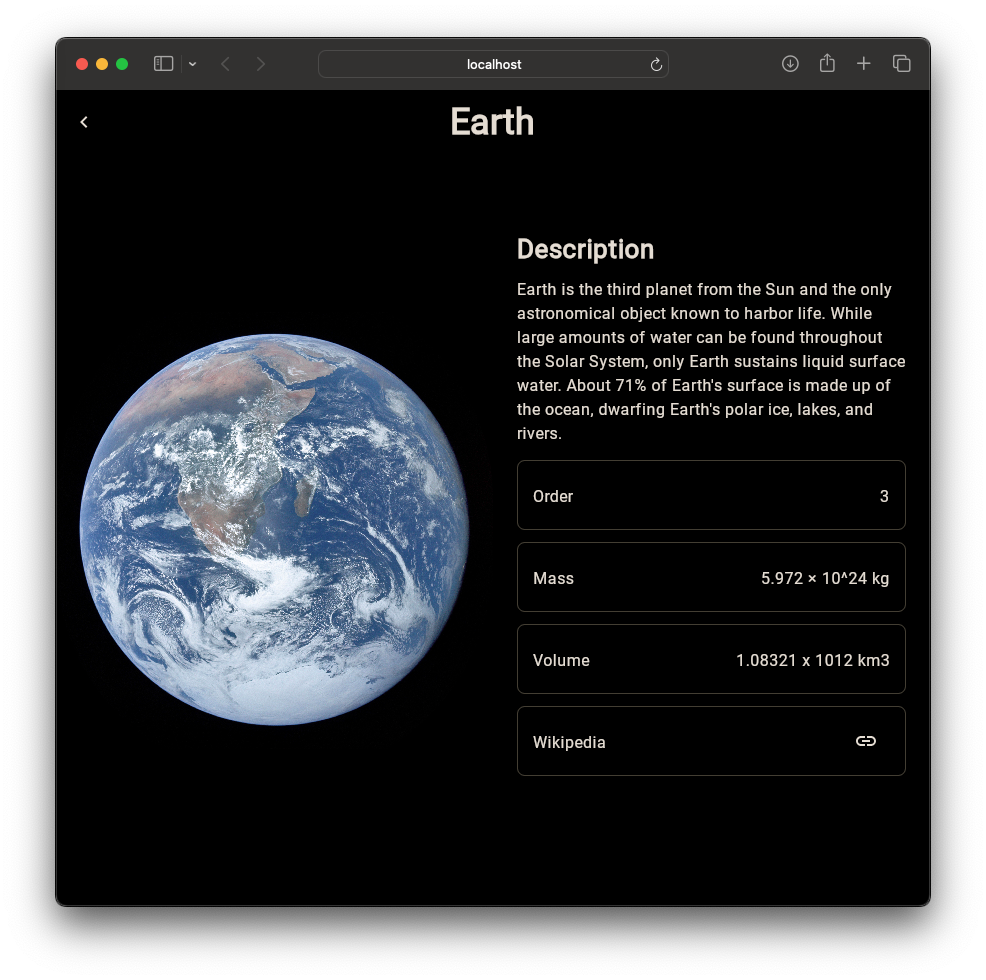 localhost
Earth
Description
Earth is the third planet from the Sun and the only
astronomical object known to harbor life. While
large amounts of water can be found throughout
the Solar System, only Earth sustains liquid surface
water. About 71% of Earth's surface is made up of
the ocean, dwarfing Earth's polar ice, lakes, and
rivers.
Order 3
Mass 5.972 × 10^24 kg
Volume 1.08321 x 1012 km3
Wikipedia